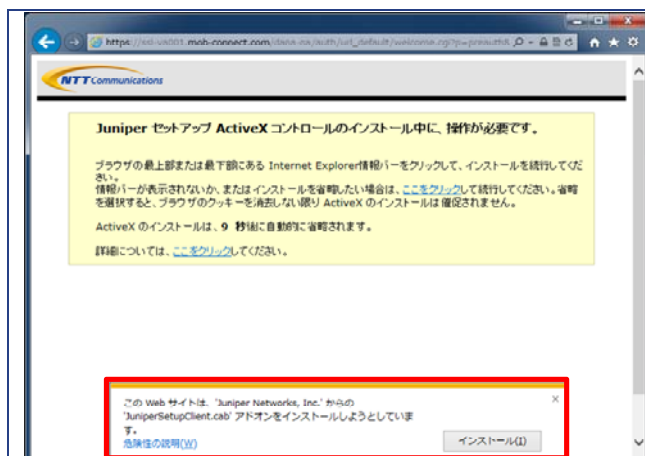 https://ssl-va001.mob-connect.com/dana-na/auth/url_default/welcome.cgi?p=preauth&
NTT Communications
Juniper セットアップ ActiveX コントロールのインストール中に、操作が必要です。
ブラウザの最上部または最下部にある Internet Explorer情報バーをクリックして、インストールを続行してくだ
さい。
情報バーが表示されないか、またはインストールを省略したい場合は、ここをクリックして続行してください。省略
を選択すると、ブラウザのクッキーを消去しない限り ActiveX のインストールは催促されません。
ActiveX のインストールは、9 秒後に自動的に省略されます。
詳細については、ここをクリックしてください。
この Web サイトは、'Juniper Networks, Inc.' からの
'JuniperSetupClient.cab' アドオンをインストールしようとしていま
す。
危険性の説明(W)
インストール(I)